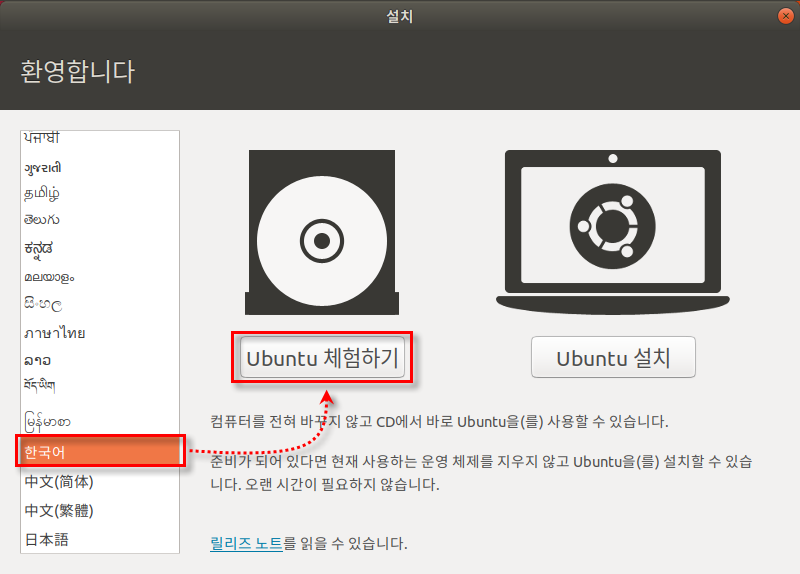 설치
환영합니다
ਪੰਜਾਬੀ
ગુજરાતી
தமிழ்
తెలుగు
ಕನ್ನಡ
മലയാളം
සිංහල
ภาษาไทย
ລາວ
བོད་ཡིག
မြန်မာစာ
한국어
中文(简体)
中文(繁體)
日本語
Ubuntu 체험하기
Ubuntu 설치
컴퓨터를 전혀 바꾸지 않고 CD에서 바로 Ubuntu을(를) 사용할 수 있습니다.
준비가 되어 있다면 현재 사용하는 운영 체제를 지우지 않고 Ubuntu을(를) 설치할 수 있습
니다. 오랜 시간이 필요하지 않습니다.
릴리즈 노트를 읽을 수 있습니다.